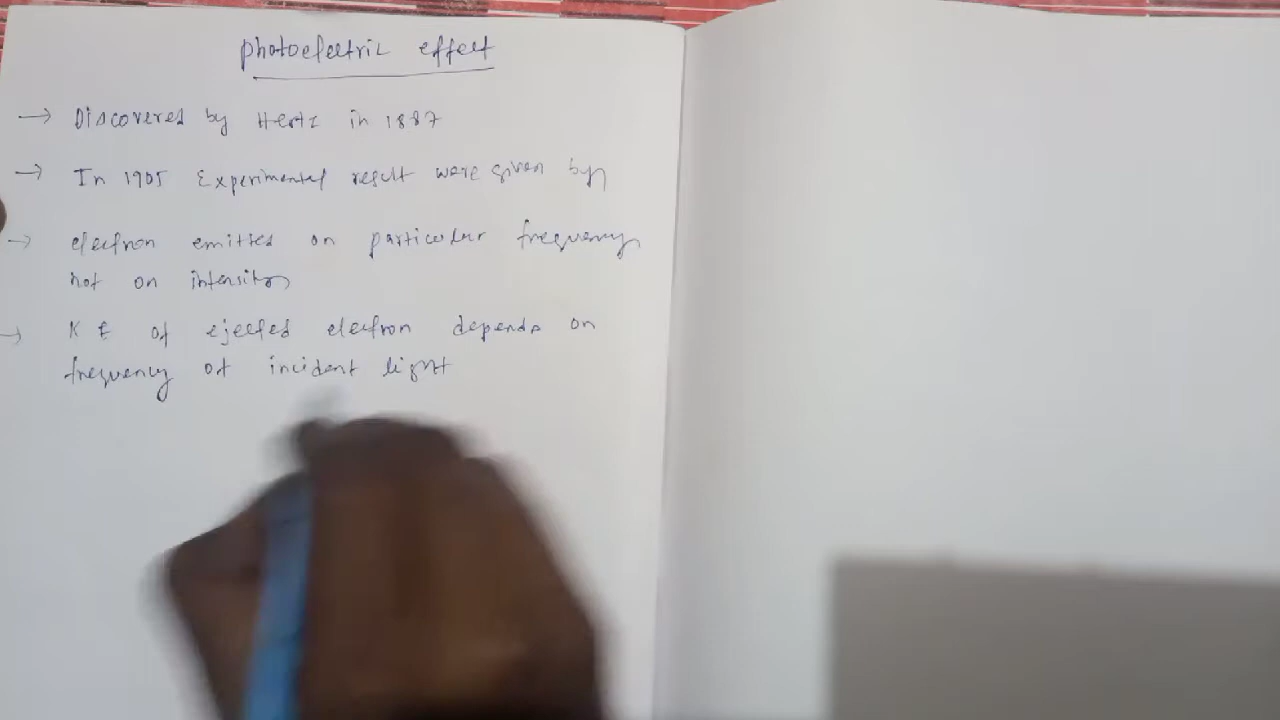 photoelectric effect
→ Discovered by Hertz in 1887
→ In 1905 Experimental result were given by
→ electron emitted on particular frequency
not on intensity
→ K E of ejected electron depends on
frequency of incident light